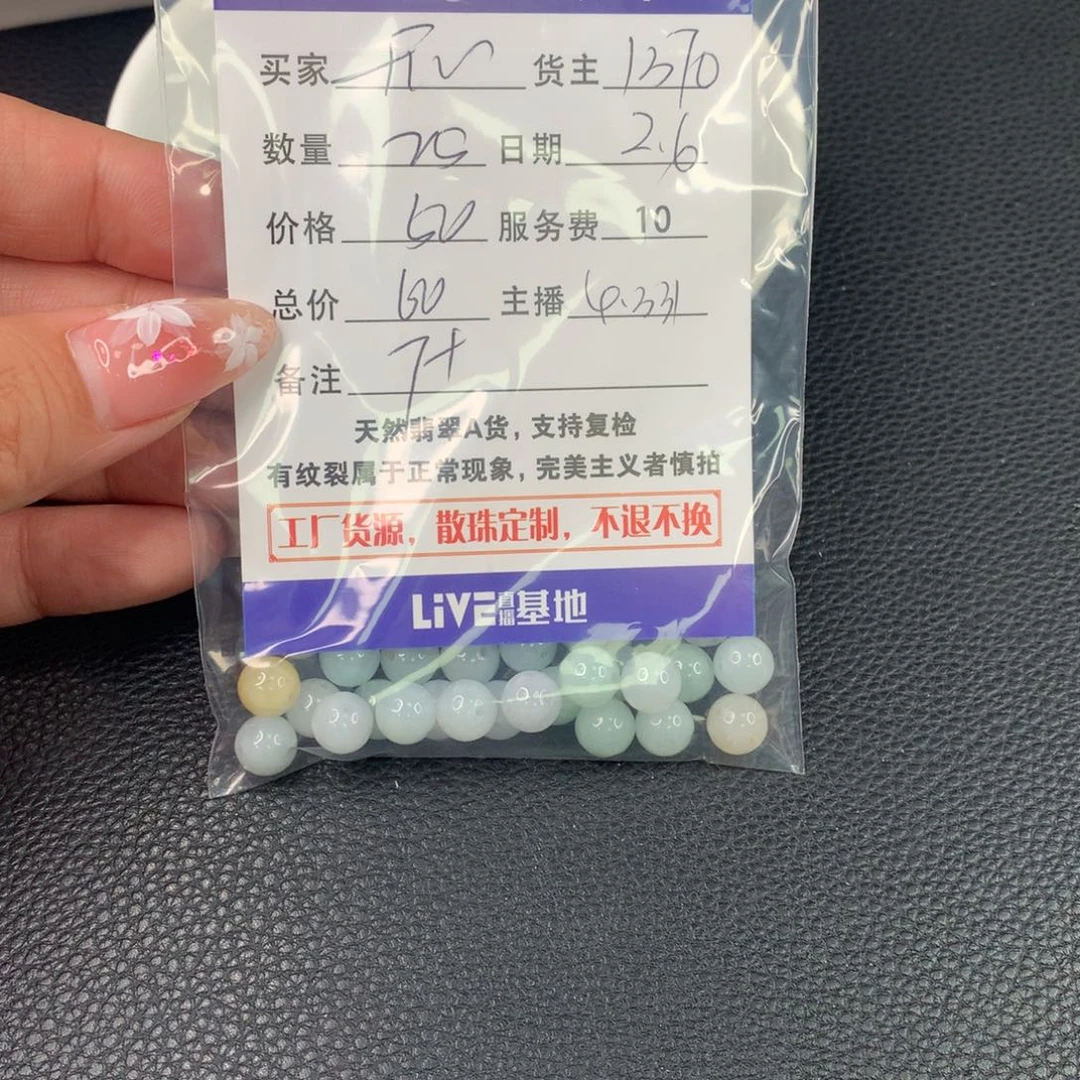 买家 货主 1370
数量 25 日期 2.6
价格 50 服务费 10
总价 60 主播 331
备注 7+
天然翡翠A货，支持复检
有纹裂属于正常现象，完美主义者慎拍
工厂货源，散珠定制，不退不换
LiVE直播基地